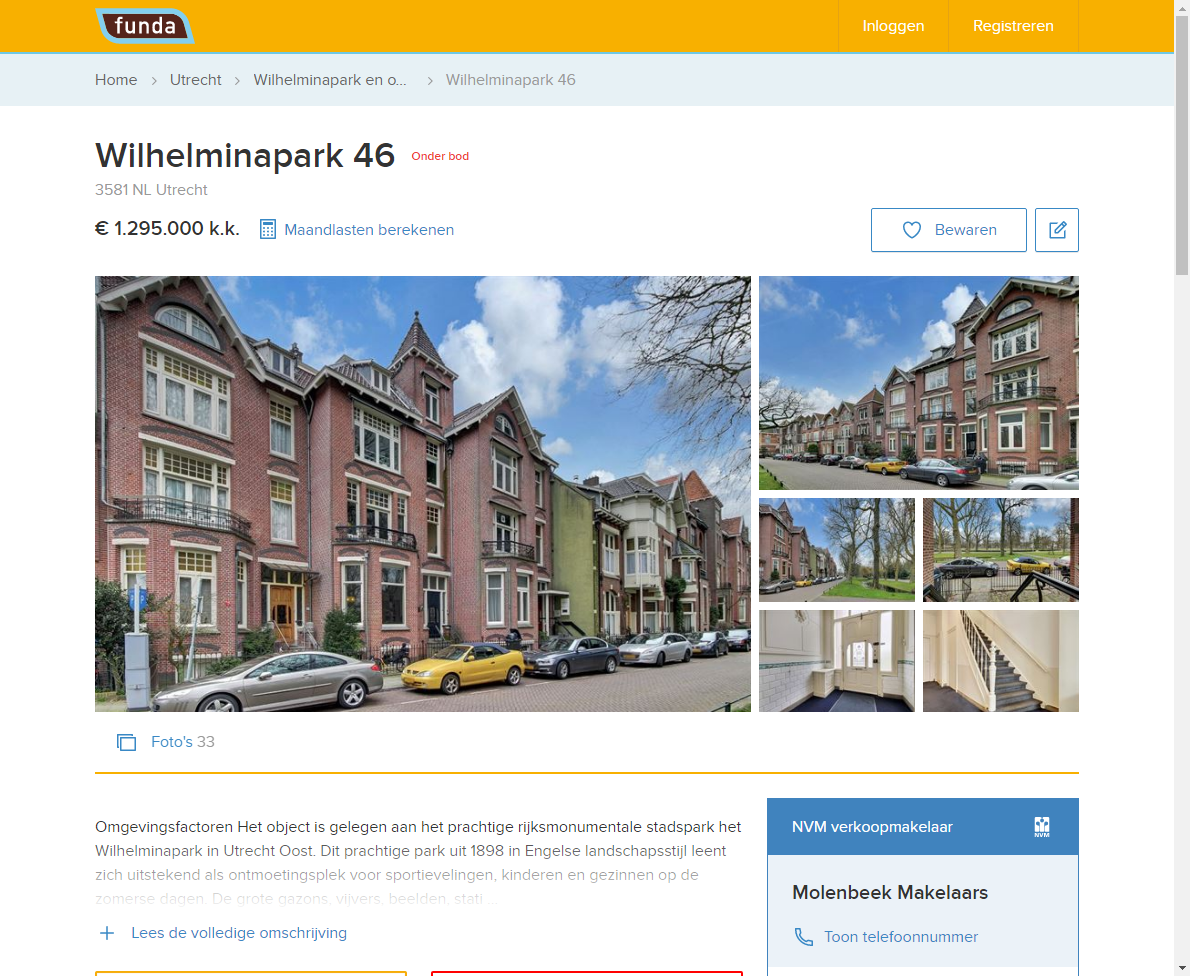 funda
Inloggen
Registreren
Home > Utrecht > Wilhelminapark en o... > Wilhelminapark 46
Wilhelminapark 46 Onder bod
3581 NL Utrecht
€ 1.295.000 k.k. Maandlasten berekenen
Bewaren
Foto's 33
Omgevingsfactoren Het object is gelegen aan het prachtige rijksmonumentale stadspark het
Wilhelminapark in Utrecht Oost. Dit prachtige park uit 1898 in Engelse landschapsstijl leent
zich uitstekend als ontmoetingsplek voor sportievelingen, kinderen en gezinnen op de
zomerse dagen. De grote gazons, vijvers, beelden, stati ...
+ Lees de volledige omschrijving
NVM verkoopmakelaar
NVM
Molenbeek Makelaars
Toon telefoonnummer